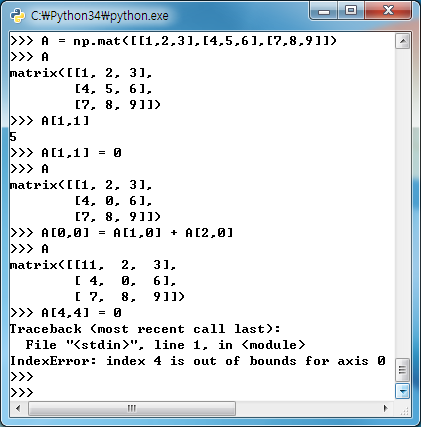 C:₩Python34₩python.exe
>>> A = np.mat([[1,2,3],[4,5,6],[7,8,9]])
>>> A
matrix([[1, 2, 3],
        [4, 5, 6],
        [7, 8, 9]])
>>> A[1,1]
5
>>> A[1,1] = 0
>>> A
matrix([[1, 2, 3],
        [4, 0, 6],
        [7, 8, 9]])
>>> A[0,0] = A[1,0] + A[2,0]
>>> A
matrix([[11,  2,  3],
        [ 4,  0,  6],
        [ 7,  8,  9]])
>>> A[4,4] = 0
Traceback (most recent call last):
  File "<stdin>", line 1, in <module>
IndexError: index 4 is out of bounds for axis 0
>>>
>>>